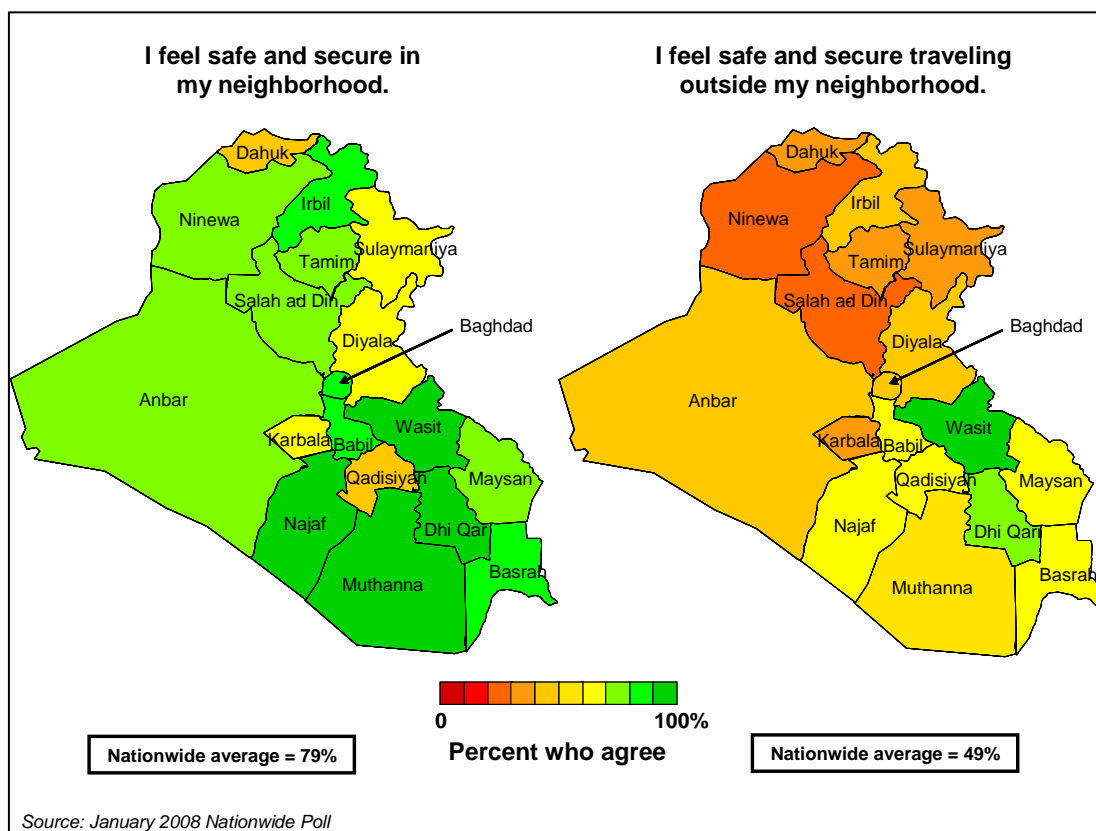 I feel safe and secure in
my neighborhood.
I feel safe and secure traveling
outside my neighborhood.
Dahuk
Ninewa
Irbil
Sulaymaniya
Tamim
Salah ad Din
Diyala
Baghdad
Anbar
Karbala
Babil
Wasit
Qadisiyah
Maysan
Najaf
Dhi Qar
Muthanna
Basrah
Dahuk
Ninewa
Irbil
Sulaymaniya
Tamim
Salah ad Din
Diyala
Baghdad
Anbar
Karbala
Babil
Wasit
Qadisiyah
Maysan
Najaf
Dhi Qari
Muthanna
Basrah
0
100%
Percent who agree
Nationwide average = 79%
Nationwide average = 49%
Source: January 2008 Nationwide Poll